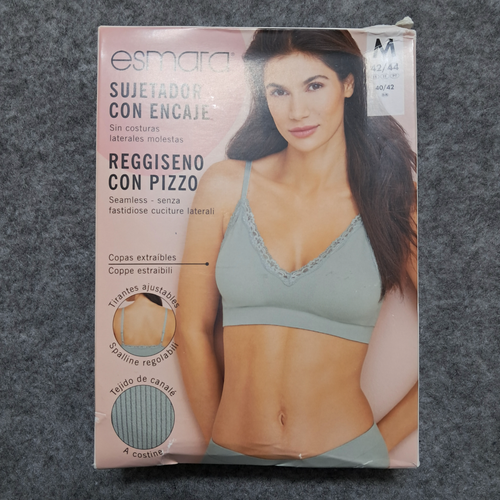 esmara®
SUJETADOR
CON ENCAJE
Sin costuras
laterales molestas
REGGISENO
CON PIZZO
Seamless - senza
fastidiose cuciture laterali
Copas extraíbles
Coppe estraibili
Tirantes ajustables
Spalline regolabili
Tejido de canalé
A costine
M
42/44
40/42